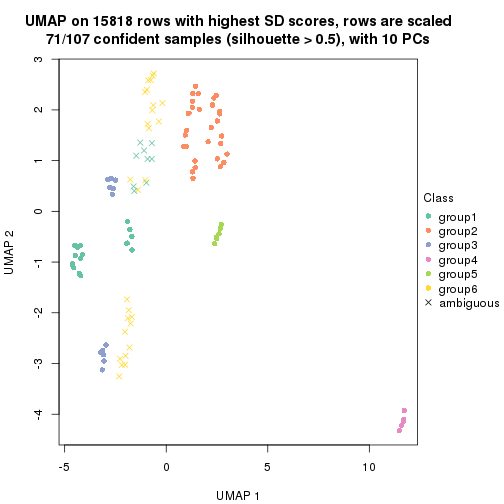 UMAP on 15818 rows with highest SD scores, rows are scaled
71/107 confident samples (silhouette > 0.5), with 10 PCs
3
2
1
0
-1
-2
-3
-4
UMAP 2
-5
0
5
10
UMAP 1
Class
group1
group2
group3
group4
group5
group6
ambiguous